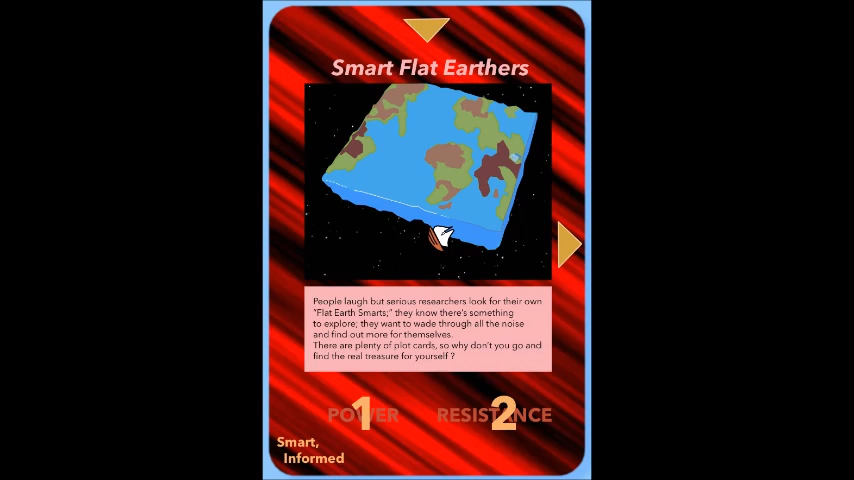 Smart Flat Earthers
People laugh but serious researchers look for their own
“Flat Earth Smarts;” they know there’s something
to explore; they want to wade through all the noise
and find out more for themselves.
There are plenty of plot cards, so why don’t you go and
find the real treasure for yourself ?
POWER 1 RESISTANCE 2
Smart,
Informed